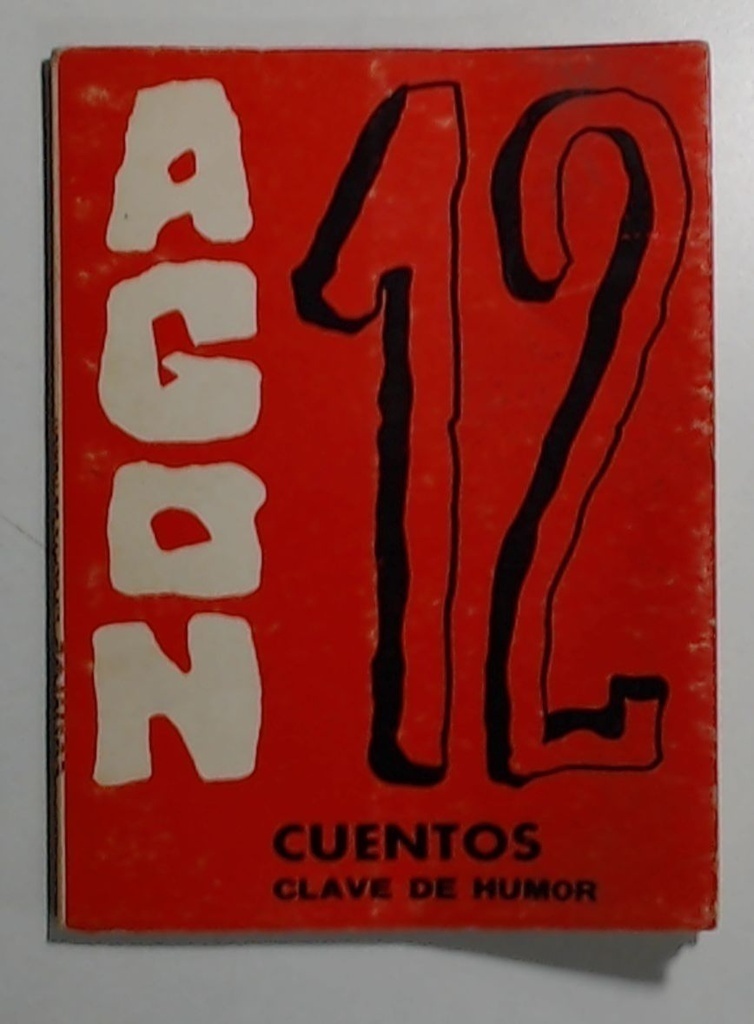 AGON
12
CUENTOS
CLAVE DE HUMOR